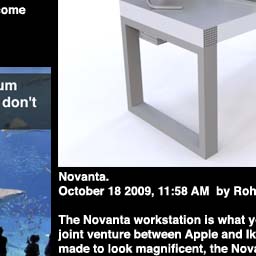 come
um
don't
Novanta.
October 18 2009, 11:58 AM by Roh
The Novanta workstation is what y
joint venture between Apple and Ik
made to look magnificent, the Nova